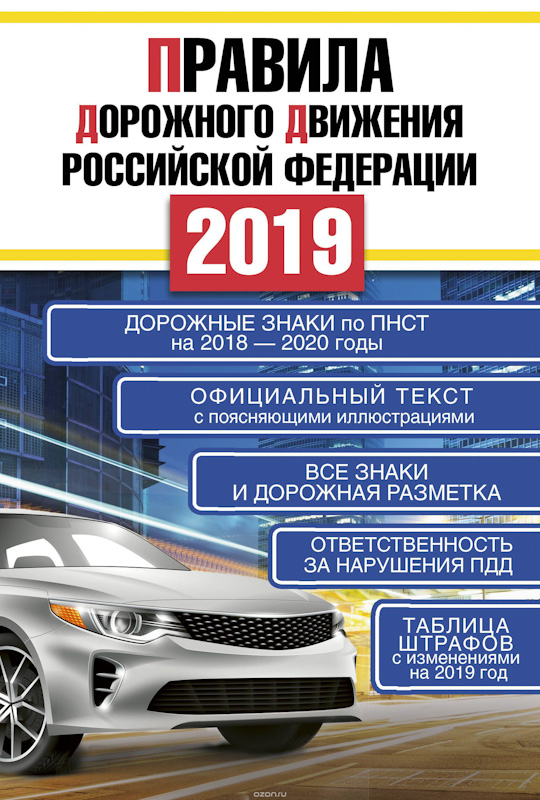 ПРАВИЛА
ДОРОЖНОГО ДВИЖЕНИЯ
РОССИЙСКОЙ ФЕДЕРАЦИИ
2019
ДОРОЖНЫЕ ЗНАКИ по ПНСТ
на 2018 — 2020 годы
ОФИЦИАЛЬНЫЙ ТЕКСТ
с поясняющими иллюстрациями
ВСЕ ЗНАКИ
И ДОРОЖНАЯ РАЗМЕТКА
ОТВЕТСТВЕННОСТЬ
ЗА НАРУШЕНИЯ ПДД
ТАБЛИЦА
ШТРАФОВ
с изменениями
на 2019 год
ozon.ru